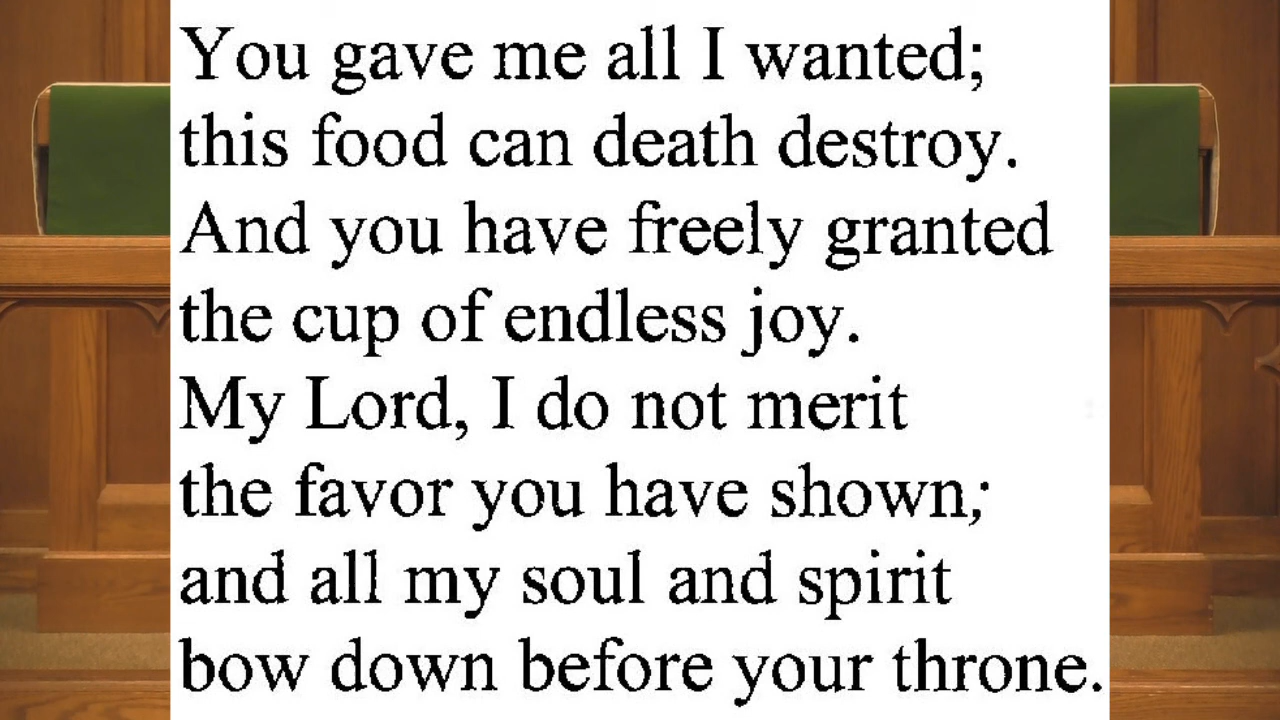 You gave me all I wanted;
this food can death destroy.
And you have freely granted
the cup of endless joy.
My Lord, I do not merit
the favor you have shown;
and all my soul and spirit
bow down before your throne.